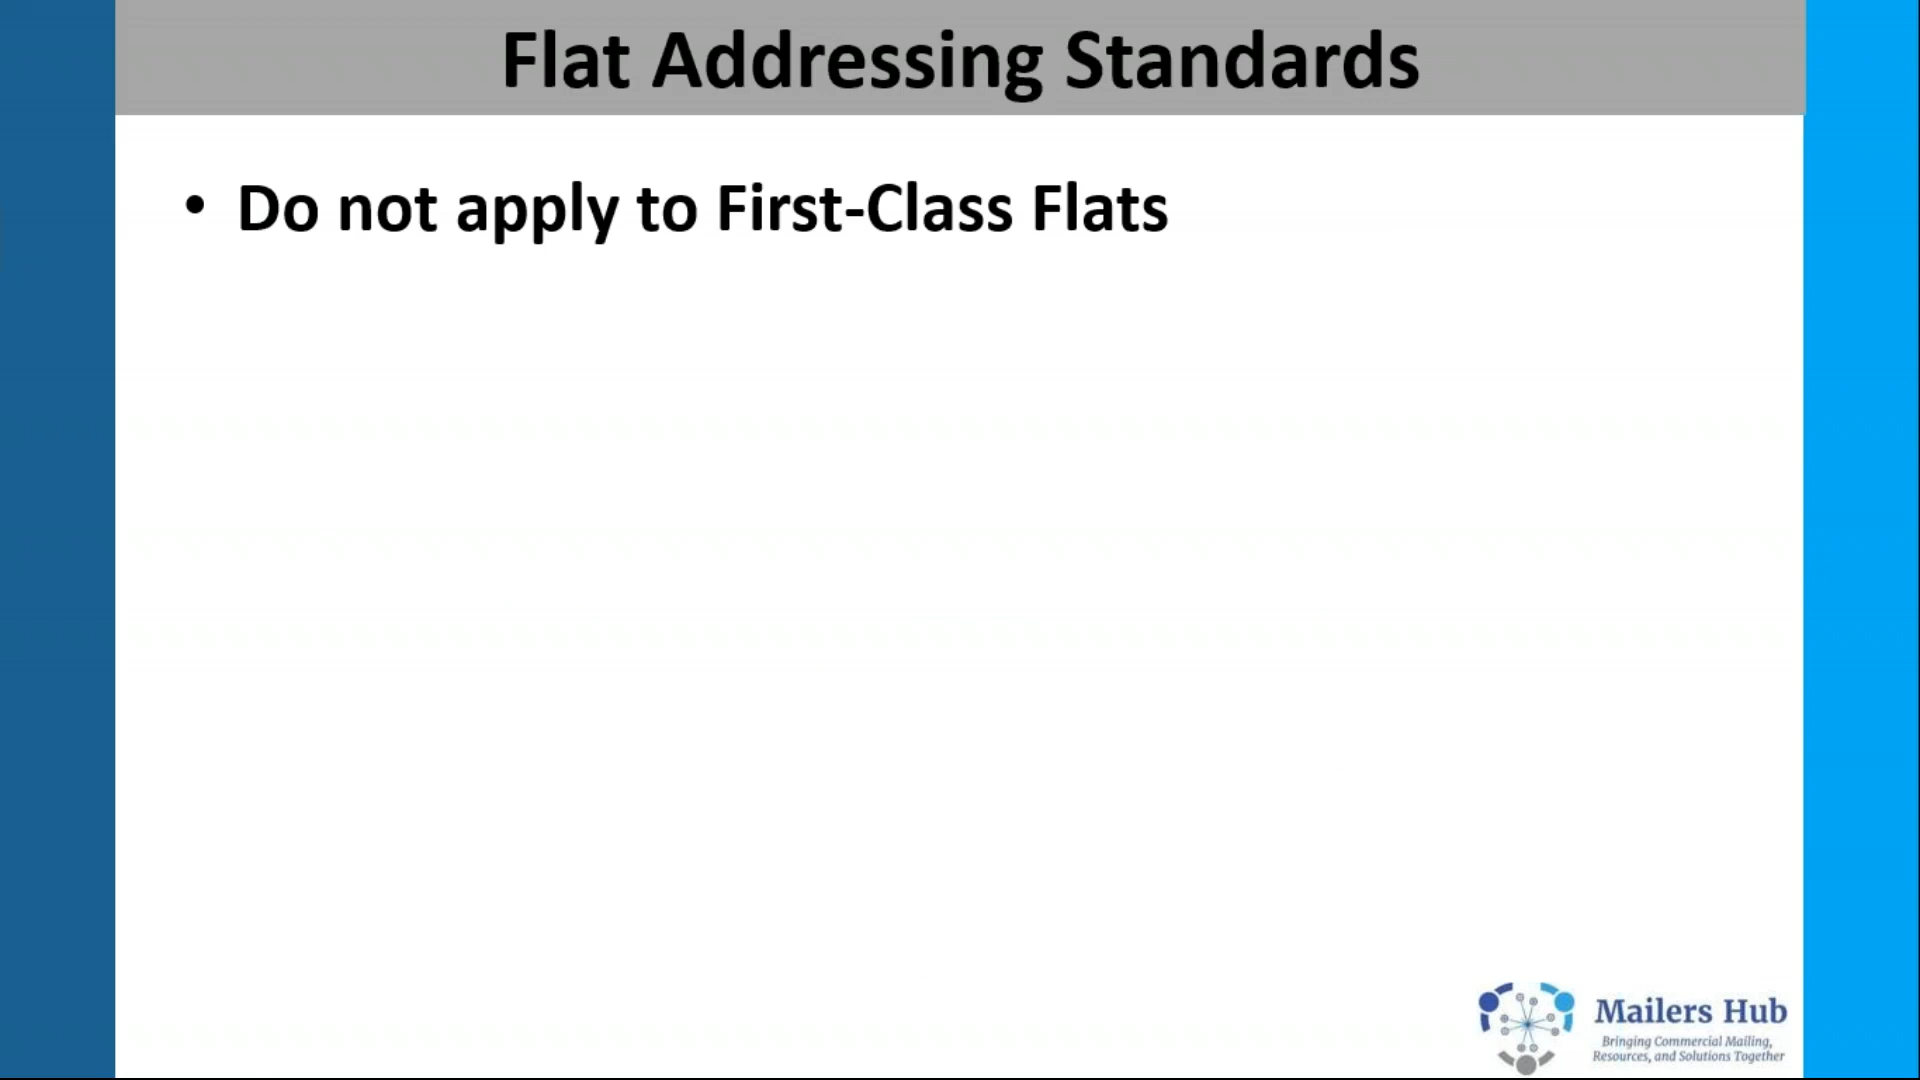 Flat Addressing Standards
• Do not apply to First-Class Flats
Mailers Hub
Bringing Commercial Mailing,
Resources, and Solutions Together